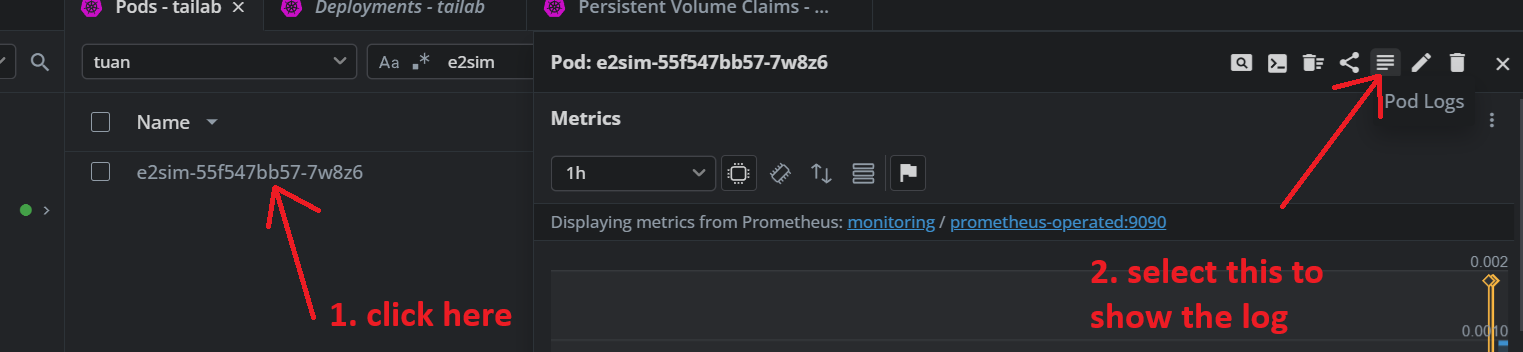 Pods - tailab
Deployments - tailab
Persistent Volume Claims - ...
tuan
Aa .* e2sim
Pod: e2sim-55f547bb57-7w8z6
Pod Logs
Name
Metrics
e2sim-55f547bb57-7w8z6
1h
Displaying metrics from Prometheus: monitoring / prometheus-operated:9090
0.002
1. click here
2. select this to
show the log
0.0010